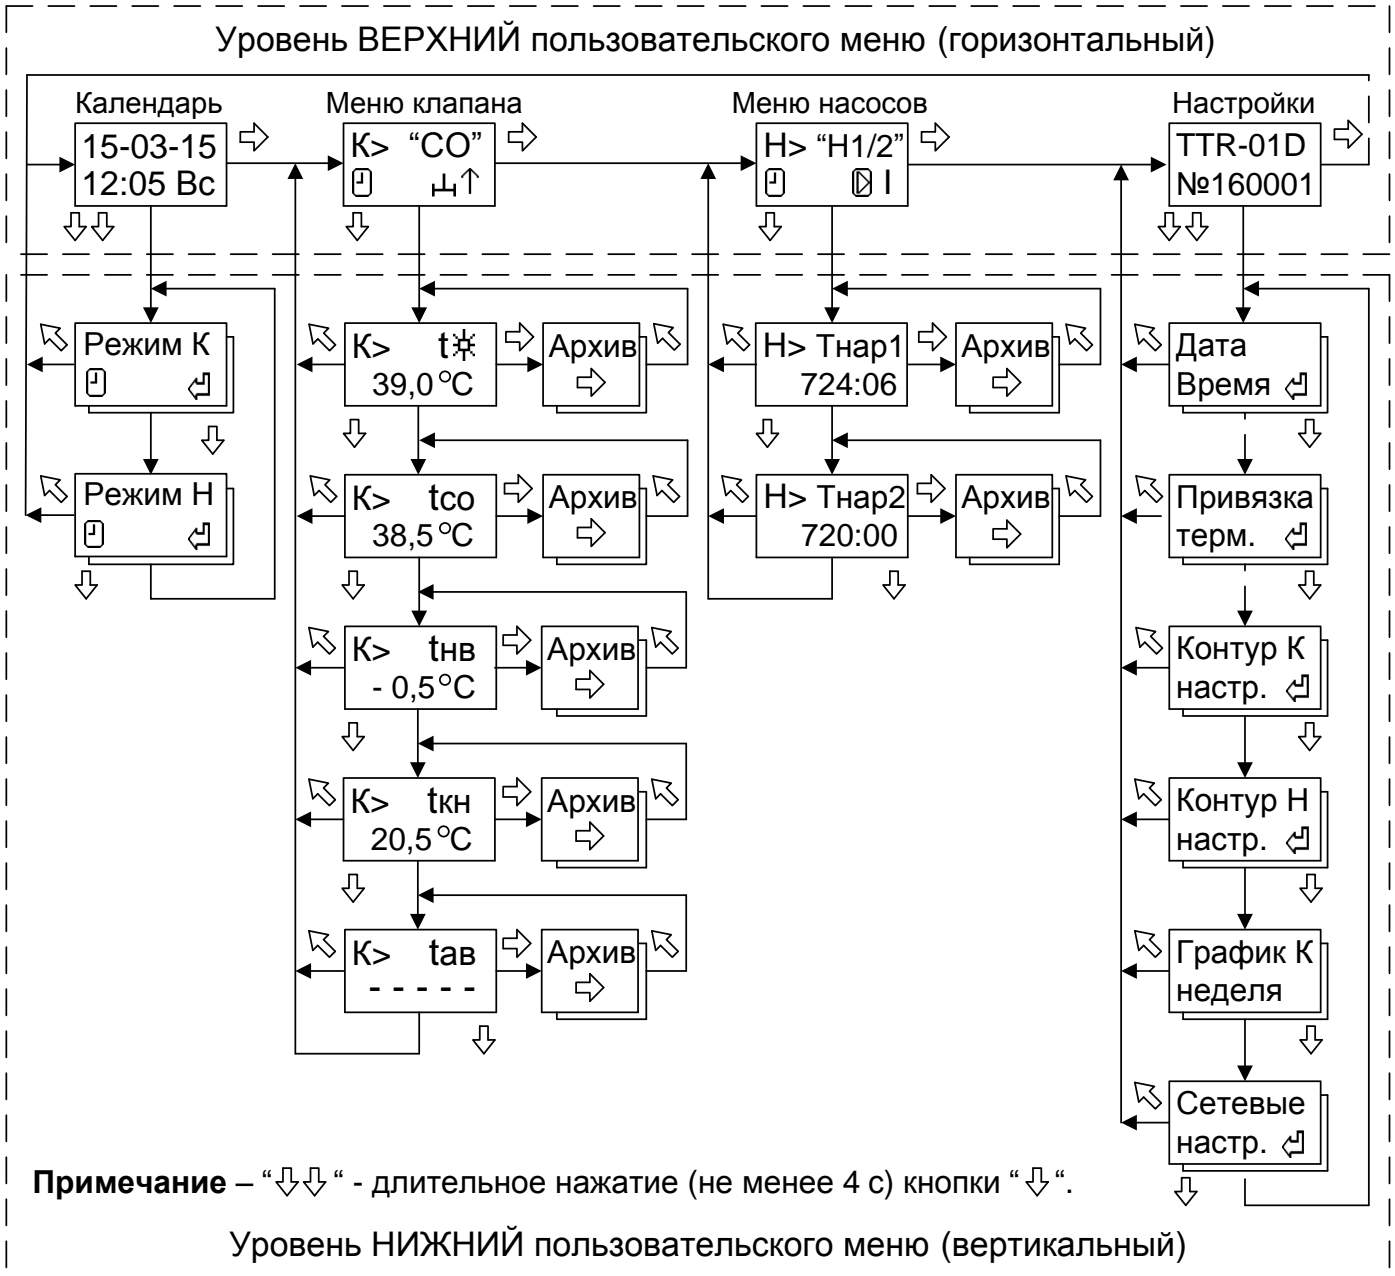 Уровень ВЕРХНИЙ пользовательского меню (горизонтальный)
Календарь
15-03-15
12:05 Вс
Меню клапана
К> “СО”
Меню насосов
Н> “Н1/2”
I
Настройки
TTR-01D
№160001
Режим К
Режим Н
К> t
39,0 °C
Архив
К> tсо
38,5 °C
Архив
К> tнв
- 0,5 °C
Архив
К> tкн
20,5 °C
Архив
К> tав
- - - - -
Архив
Н> Тнар1
724:06
Архив
Н> Тнар2
720:00
Архив
Дата
Время
Привязка
терм.
Контур К
настр.
Контур Н
настр.
График К
неделя
Сетевые
настр.
Примечание – “⇩⇩“ - длительное нажатие (не менее 4 с) кнопки “⇩“.
Уровень НИЖНИЙ пользовательского меню (вертикальный)